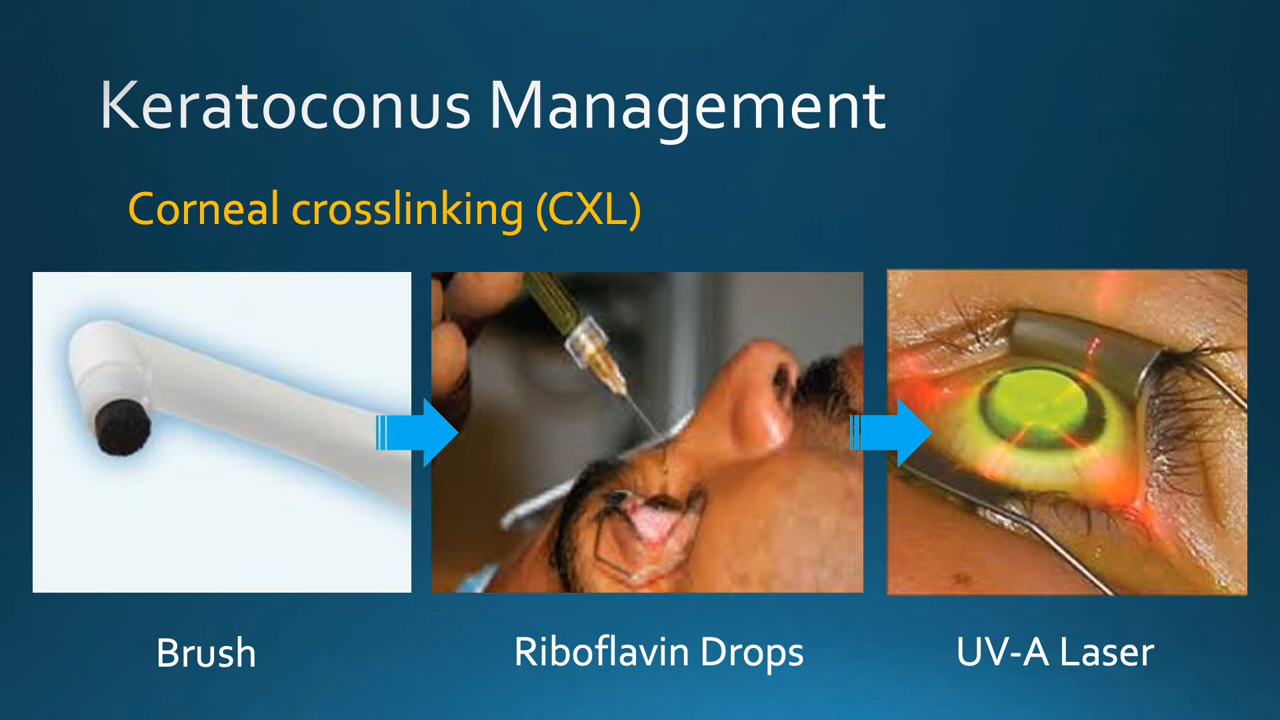 Keratoconus Management
Corneal crosslinking (CXL)
Brush
Riboflavin Drops
UV-A Laser